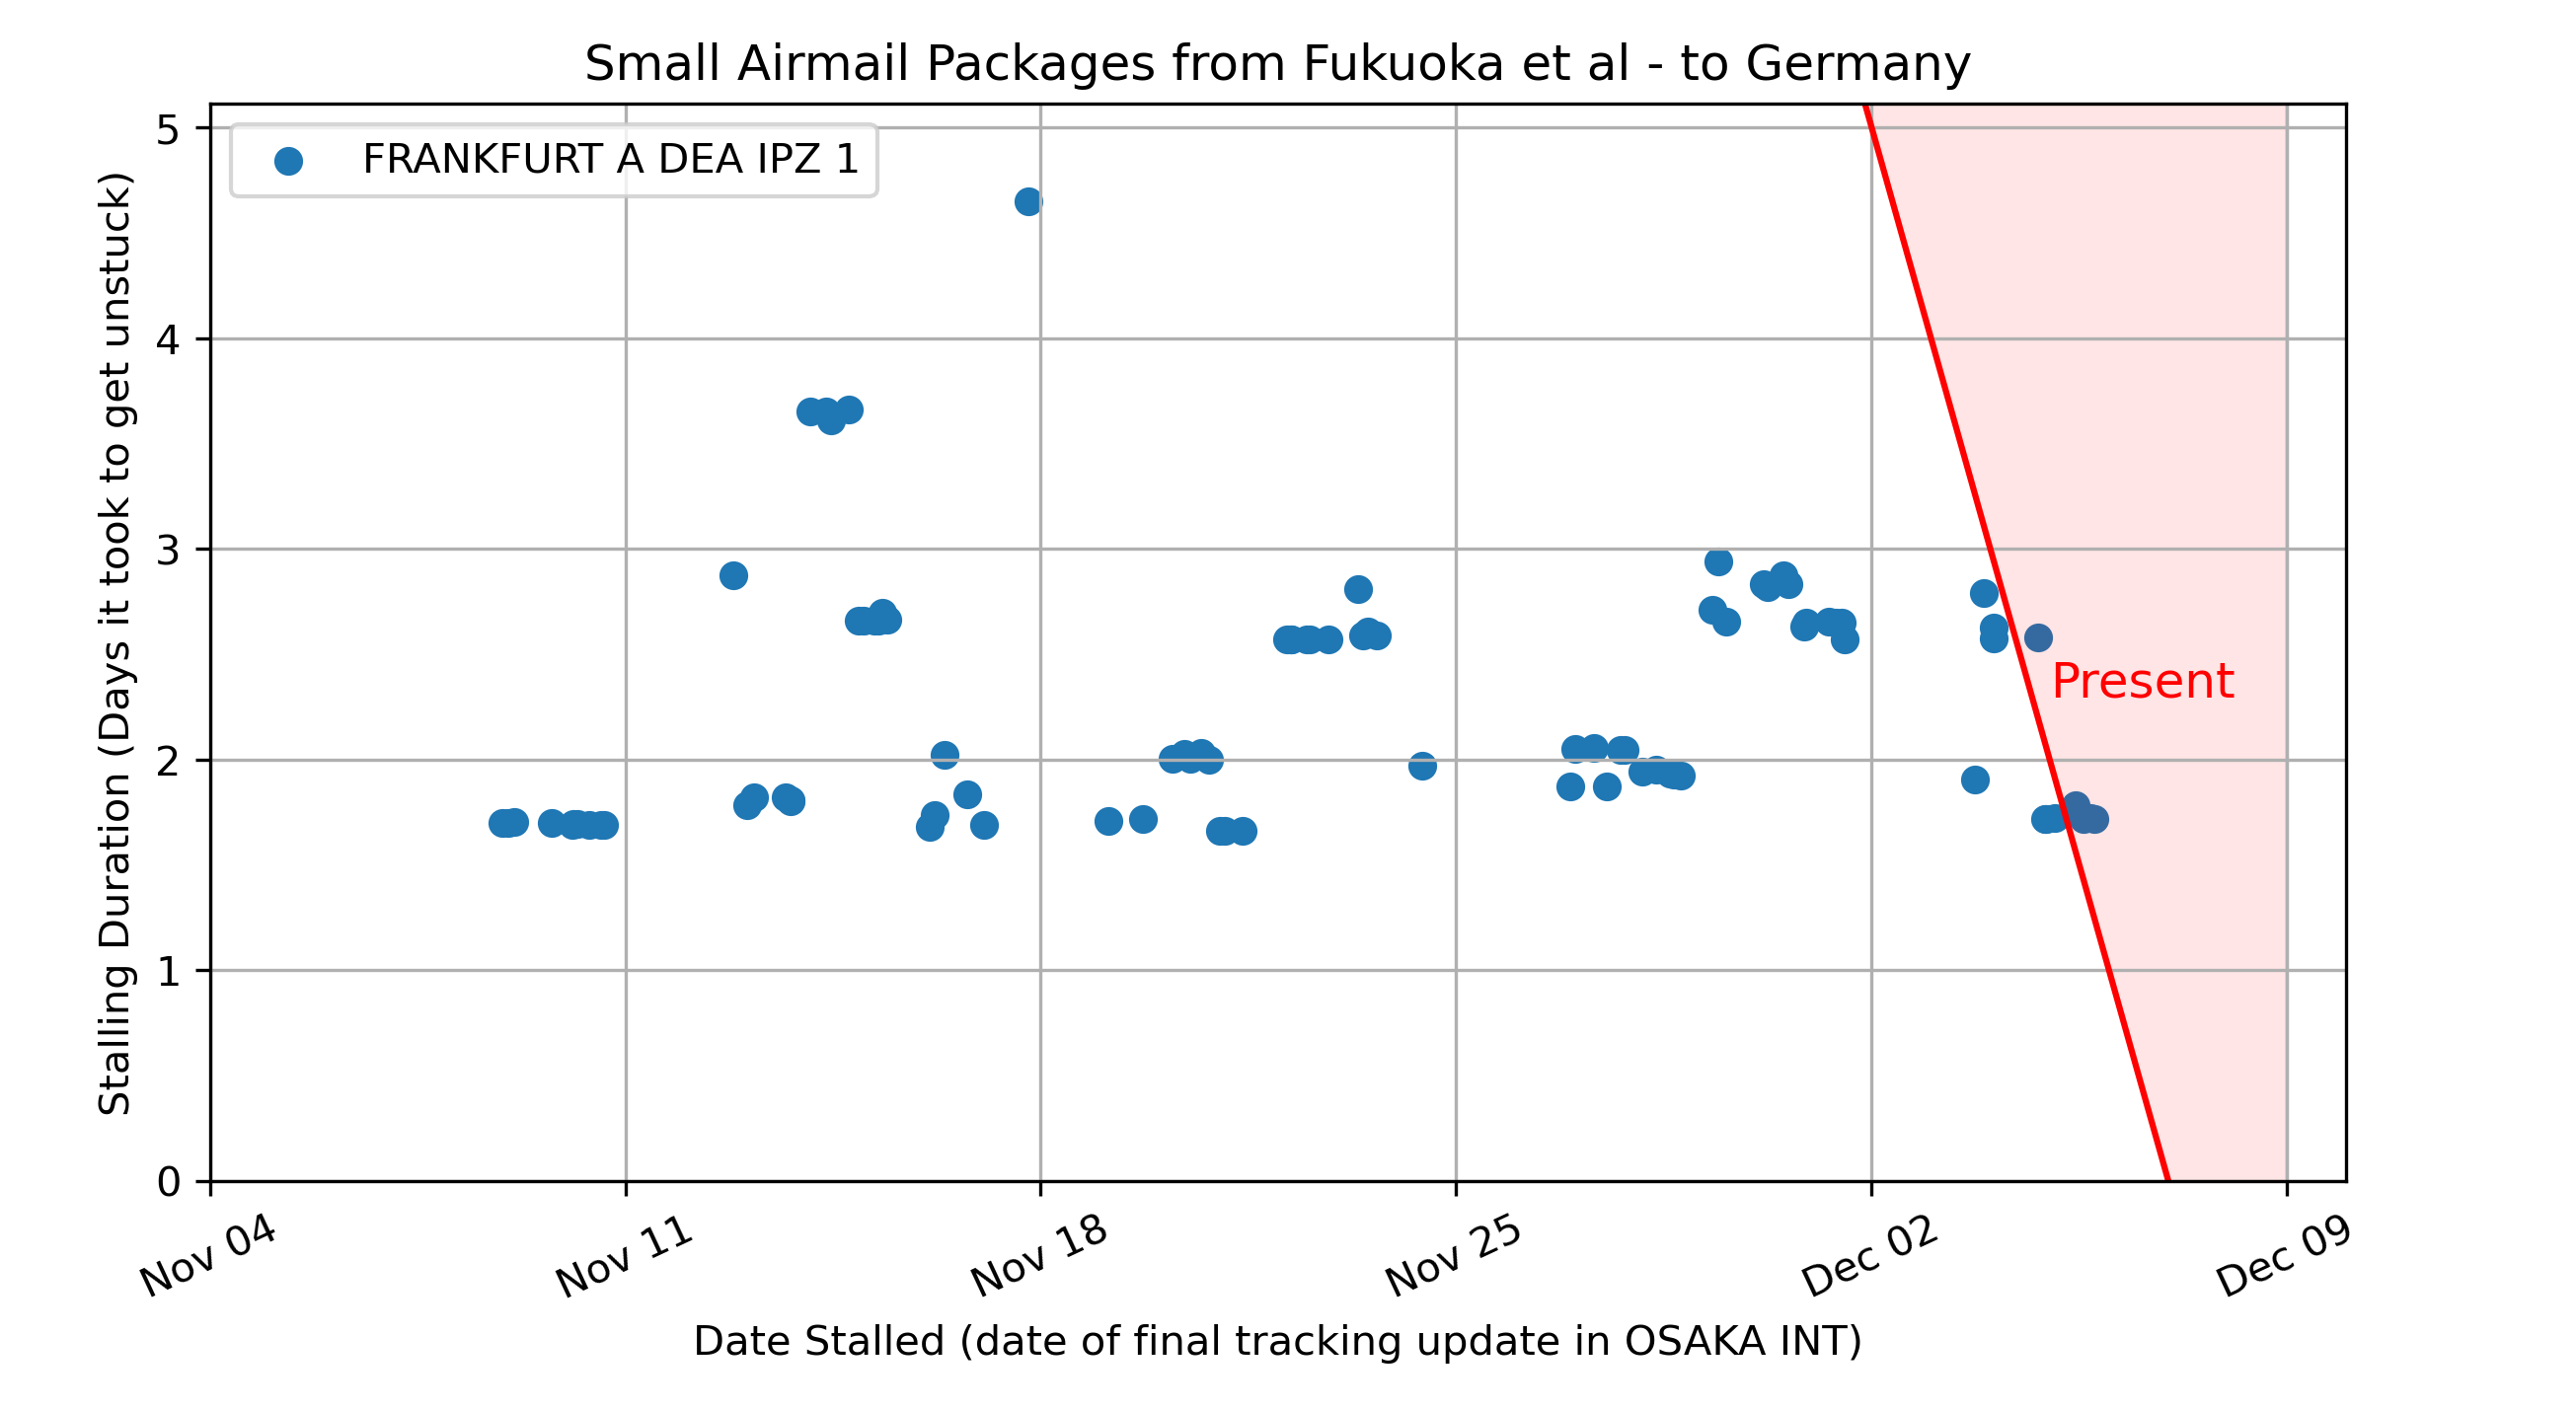 Small Airmail Packages from Fukuoka et al - to Germany
FRANKFURT A DEA IPZ 1
Stalling Duration (Days it took to get unstuck)
5
4
3
2
1
0
Present
Nov 04
Nov 11
Nov 18
Nov 25
Dec 02
Dec 09
Date Stalled (date of final tracking update in OSAKA INT)